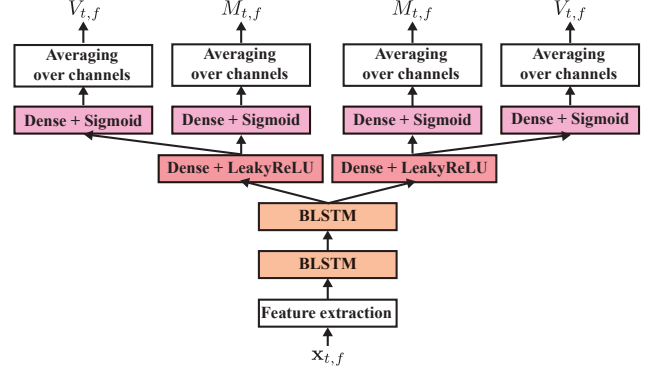 V_{t,f} M_{t,f} M_{t,f} V_{t,f}
Averaging
over channels
Averaging
over channels
Averaging
over channels
Averaging
over channels
Dense + Sigmoid
Dense + Sigmoid
Dense + Sigmoid
Dense + Sigmoid
Dense + LeakyReLU
Dense + LeakyReLU
BLSTM
BLSTM
Feature extraction
x_{t,f}